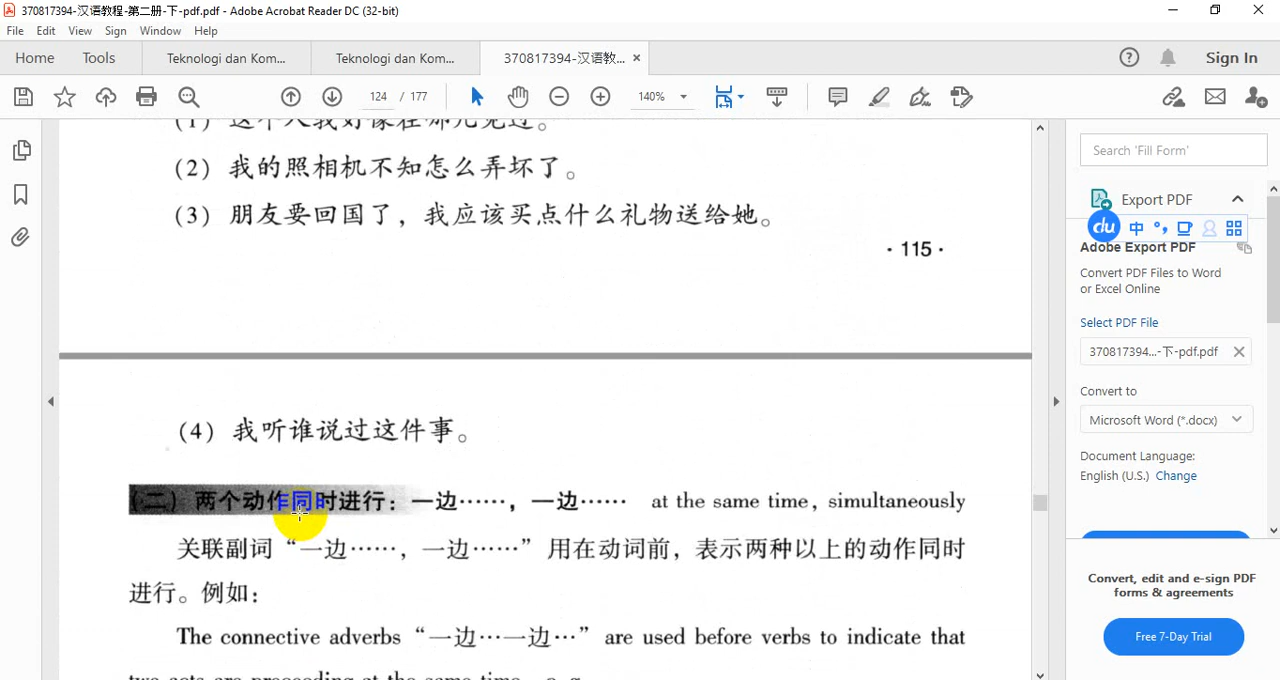 370817394-汉语教程-第二册-下-pdf.pdf - Adobe Acrobat Reader DC (32-bit)
File Edit View Sign Window Help
Home Tools Teknologi dan Kom... Teknologi dan Kom... 370817394-汉语教... × Sign In
124 / 177 140%
(1) 这个人我好像在哪儿见过。
(2) 我的照相机不知怎么弄坏了。
(3) 朋友要回国了，我应该买点什么礼物送给她。
· 115 ·
(4) 我听谁说过这件事。
(二) 两个动作同时进行：一边……，一边…… at the same time, simultaneously
关联副词“一边……，一边……”用在动词前，表示两种以上的动作同时
进行。例如：
The connective adverbs “一边…一边…” are used before verbs to indicate that
two acts are proceeding at the same time, e.g.
Search 'Fill Form'
Export PDF
du 中
Adobe Export PDF
Convert PDF Files to Word
or Excel Online
Select PDF File
370817394...-下-pdf.pdf
Convert to
Microsoft Word (*.docx)
Document Language:
English (U.S.) Change
Convert, edit and e-sign PDF
forms & agreements
Free 7-Day Trial